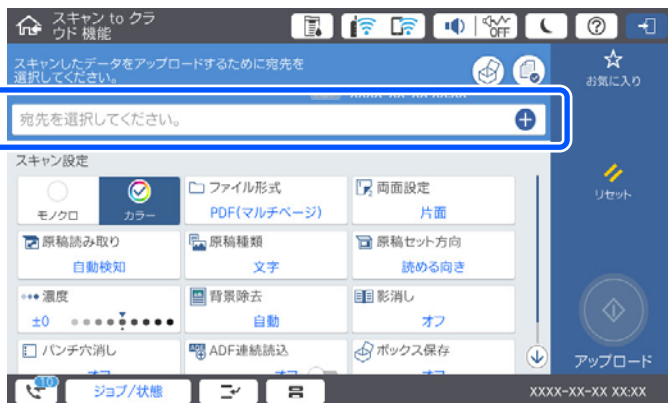 スキャン to クラ
ウド 機能
OFF
スキャンしたデータをアップロードするために宛先を
選択してください。
お気に入り
宛先を選択してください。
スキャン設定
リセット
モノクロ
カラー
ファイル形式
PDF(マルチページ)
両面設定
片面
原稿読み取り
自動検知
原稿種類
文字
原稿セット方向
読める向き
濃度
±0
背景除去
自動
影消し
オフ
パンチ穴消し
ADF連続読込
ADF
ボックス保存
アップロード
10
ジョブ/状態
XXXX-XX-XX XX:XX